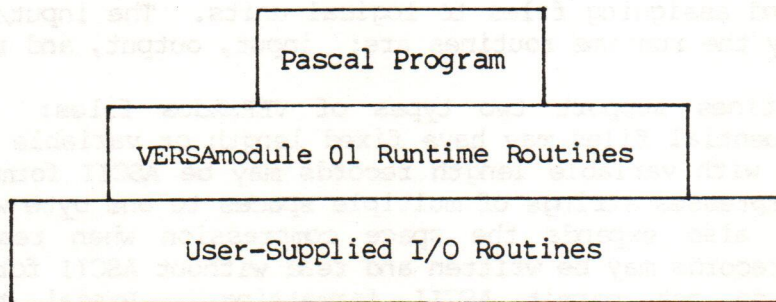 Pascal Program
VERSAmodule 01 Runtime Routines
User-Supplied I/O Routines